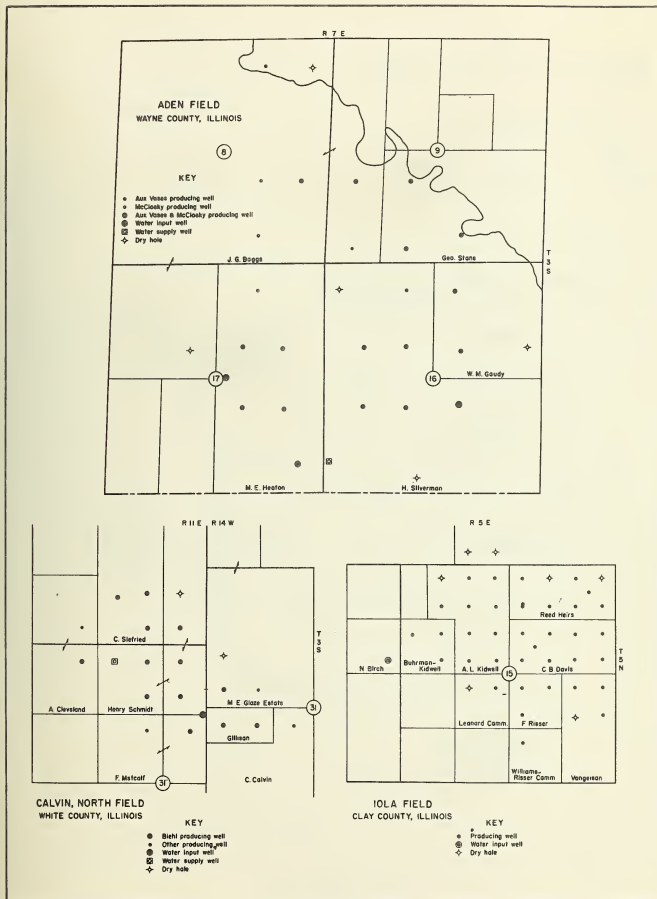 R 7 E
ADEN FIELD
WAYNE COUNTY, ILLINOIS
8
9
KEY
Aux Vases producing well
McClosky producing well
Aux Vases & McClosky producing well
Water input well
Water supply well
Dry hole
J. G. Boggs
Geo. Stone
T
3
S
17
16
W. M. Gaudy
M. E. Heaton
H. Silverman
R 11 E
R 14 W
C. Siefried
T
3
S
A. Cleveland
Henry Schmidt
M. E. Glaze Estate
31
Gillison
F. Metcalf
31
C. Calvin
CALVIN, NORTH FIELD
WHITE COUNTY, ILLINOIS
KEY
Biehl producing well
Other producing well
Water input well
Water supply well
Dry hole
R 5 E
Reed Heirs
T
5
N
N. Birch
Buhrman-
Kidwell
A. L. Kidwell
C. B. Davis
15
Leonard Comm.
F. Risser
Williams-
Risser Comm
Vangerson
IOLA FIELD
CLAY COUNTY, ILLINOIS
KEY
Producing well
Water input well
Dry hole